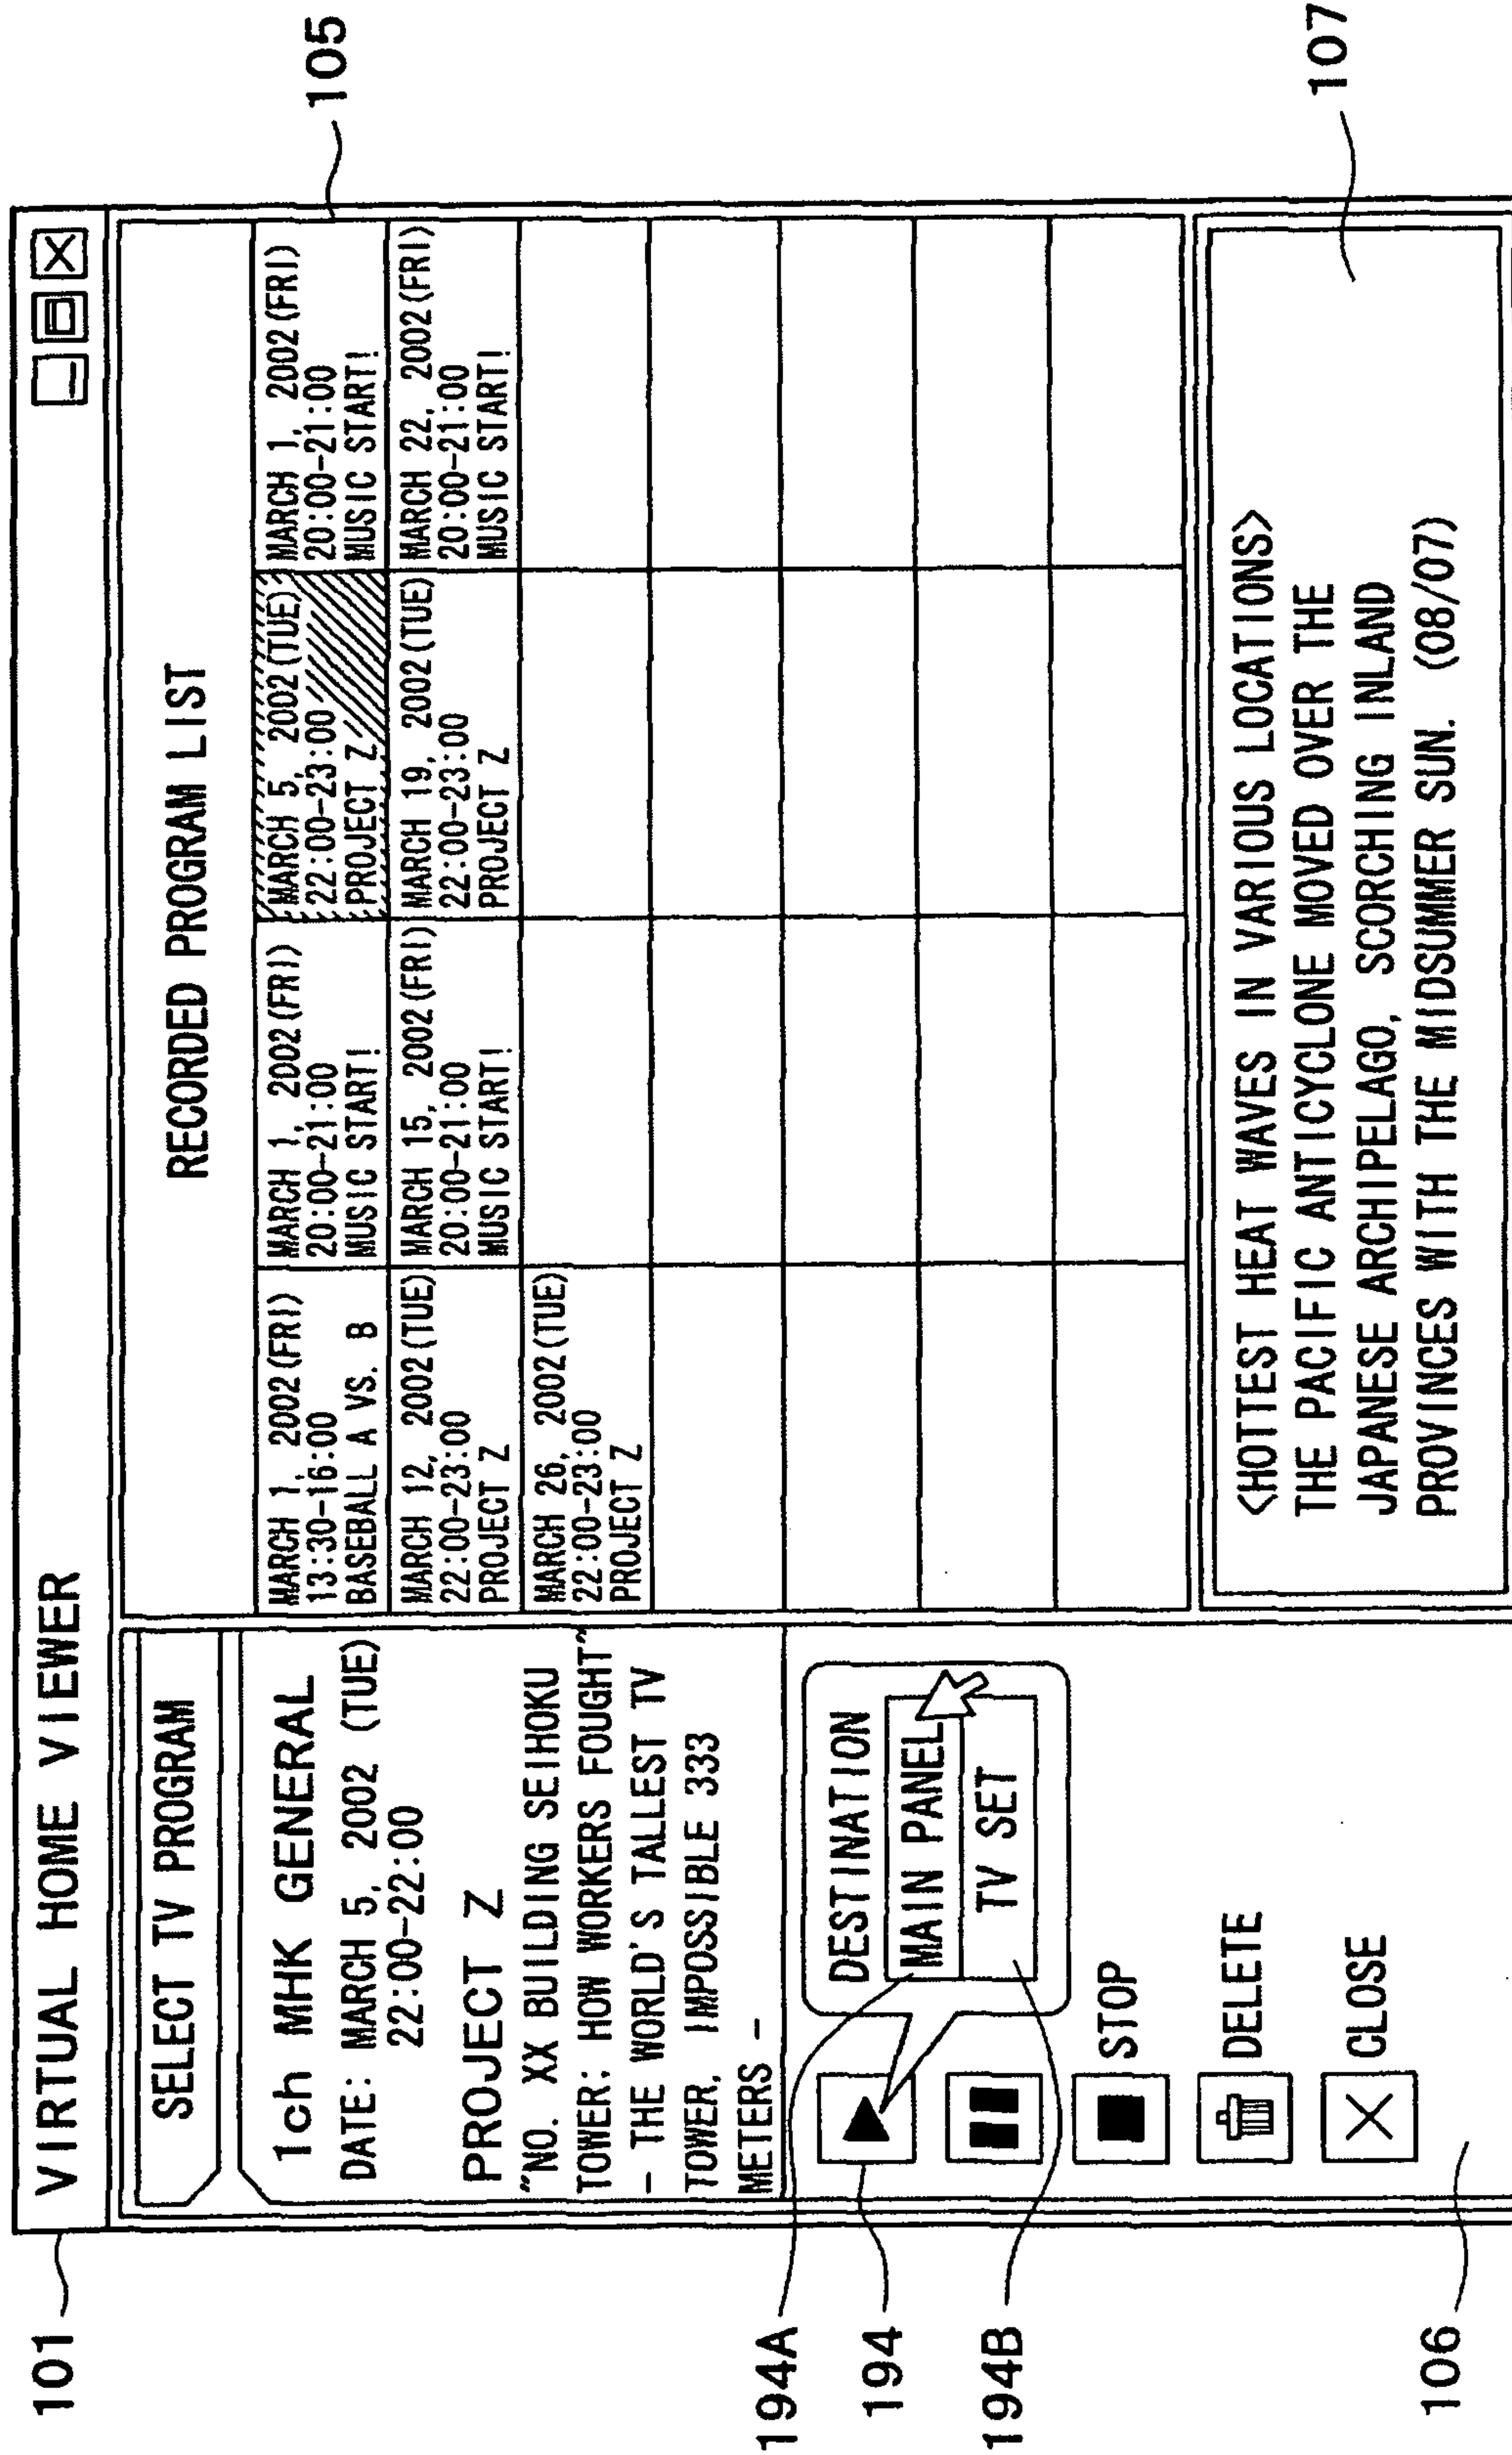 101
VIRTUAL HOME VIEWER
SELECT TV PROGRAM
1ch MHK GENERAL
DATE: MARCH 5, 2002 (TUE)
22:00-22:00
PROJECT Z
"NO. XX BUILDING SEIHOKU
TOWER: HOW WORKERS FOUGHT"
- THE WORLD'S TALLEST TV
TOWER, IMPOSSIBLE 333
METERS -
194A
194
194B
DESTINATION
MAIN PANEL
TV SET
STOP
DELETE
CLOSE
106
105
RECORDED PROGRAM LIST
MARCH 1, 2002(FRI)
13:30-16:00
BASEBALL A VS. B
MARCH 1, 2002(FRI)
20:00-21:00
MUSIC START!
MARCH 5, 2002(TUE)
22:00-23:00
PROJECT Z
MARCH 1, 2002(FRI)
20:00-21:00
MUSIC START!
MARCH 12, 2002(TUE)
22:00-23:00
PROJECT Z
MARCH 15, 2002(FRI)
20:00-21:00
MUSIC START!
MARCH 19, 2002(TUE)
22:00-23:00
PROJECT Z
MARCH 22, 2002(FRI)
20:00-21:00
MUSIC START!
MARCH 26, 2002(TUE)
22:00-23:00
PROJECT Z
107
<HOTTEST HEAT WAVES IN VARIOUS LOCATIONS>
THE PACIFIC ANTICYCLONE MOVED OVER THE
JAPANESE ARCHIPELAGO, SCORCHING INLAND
PROVINCES WITH THE MIDSUMMER SUN. (08/07)